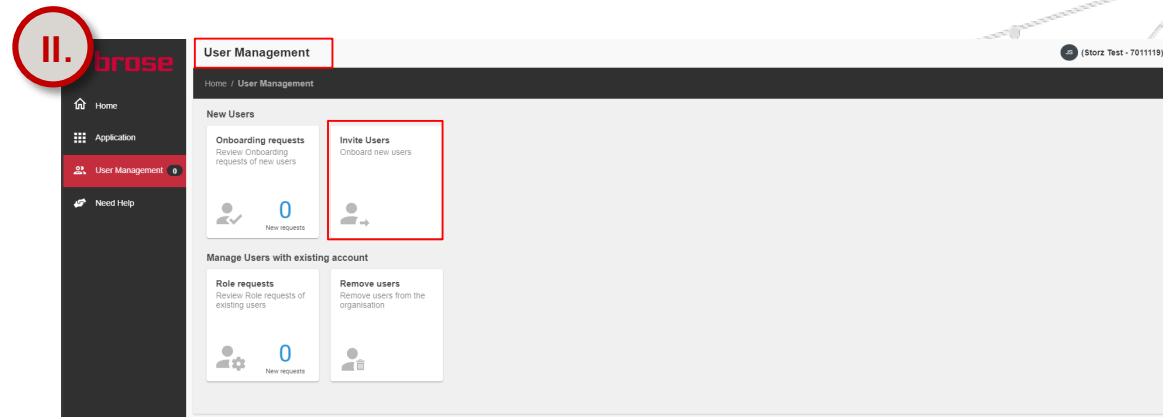 II.
brose
User Management
JS (Storz Test - 7011119)
Home / User Management
Home
Application
User Management 0
Need Help
New Users
Onboarding requests
Review Onboarding
requests of new users
0
New requests
Invite Users
Onboard new users
Manage Users with existing account
Role requests
Review Role requests of
existing users
0
New requests
Remove users
Remove users from the
organisation